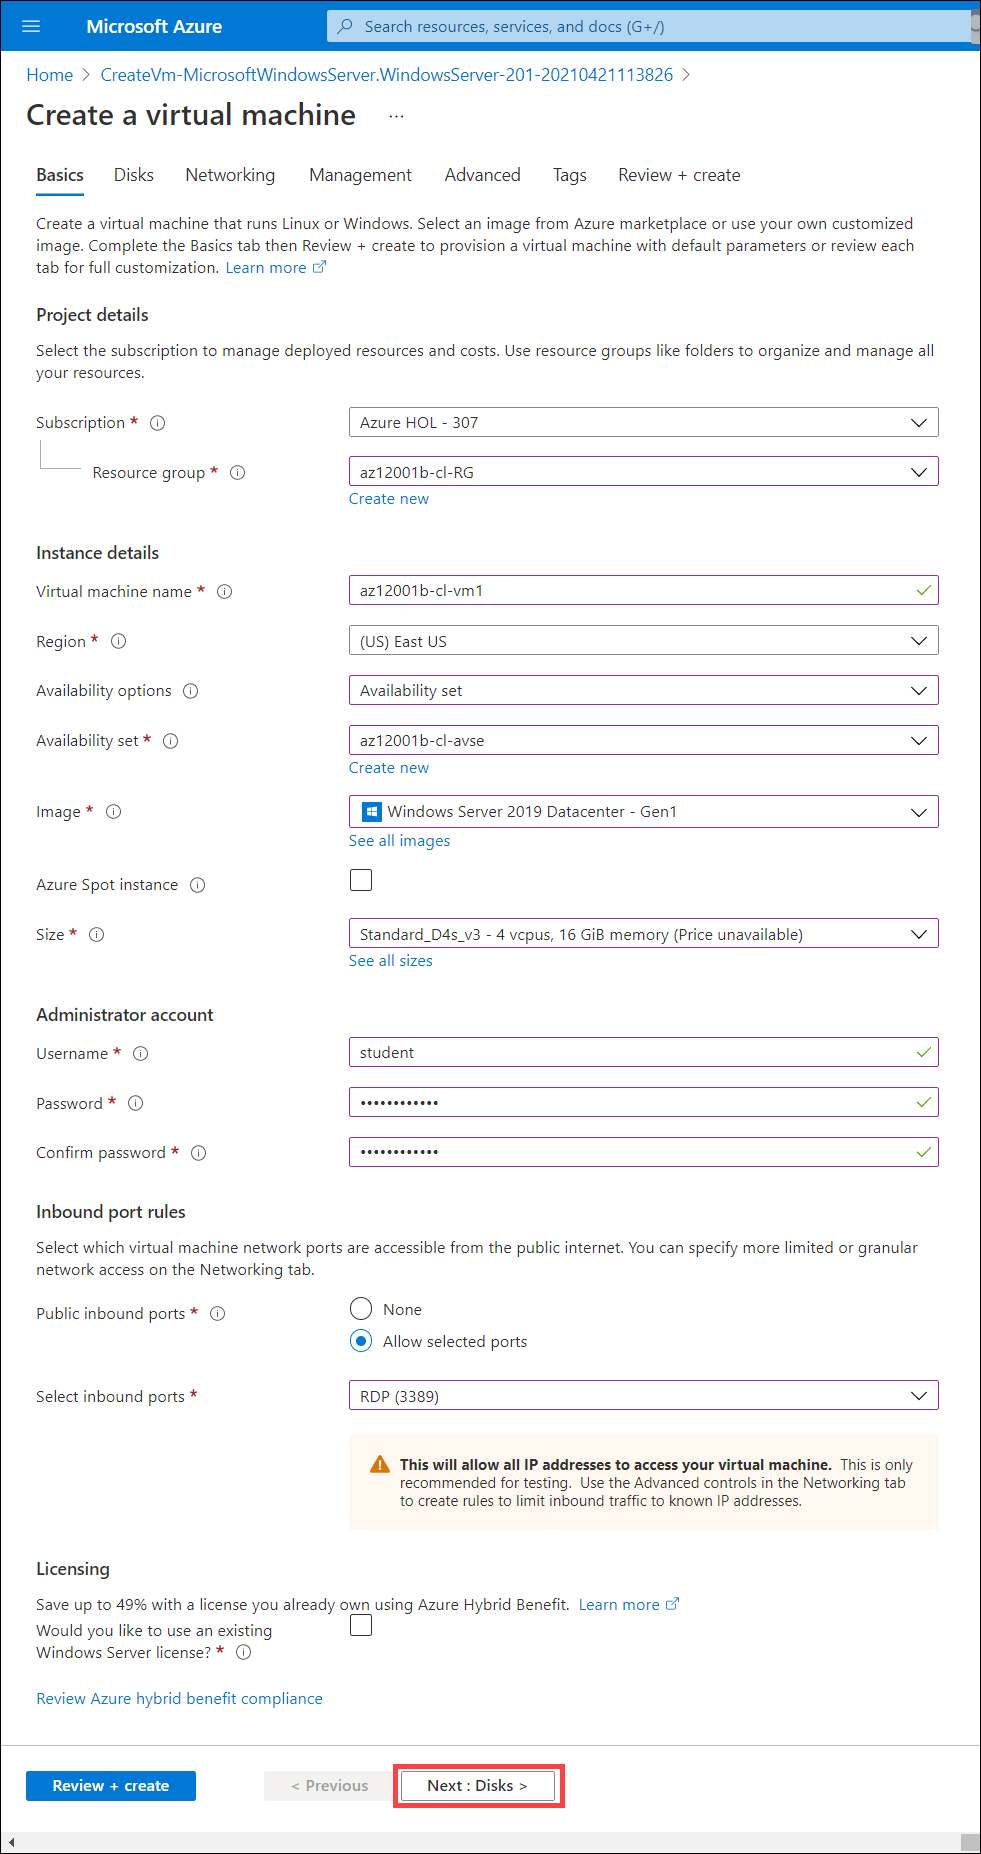 Microsoft Azure
Search resources, services, and docs (G+/)
Home > CreateVm-MicrosoftWindowsServer.WindowsServer-201-20210421113826 >
Create a virtual machine ...
Basics Disks Networking Management Advanced Tags Review + create
Create a virtual machine that runs Linux or Windows. Select an image from Azure marketplace or use your own customized
image. Complete the Basics tab then Review + create to provision a virtual machine with default parameters or review each
tab for full customization. Learn more
Project details
Select the subscription to manage deployed resources and costs. Use resource groups like folders to organize and manage all
your resources.
Subscription * Azure HOL - 307
Resource group * az12001b-cl-RG
Create new
Instance details
Virtual machine name * az12001b-cl-vm1
Region * (US) East US
Availability options Availability set
Availability set * az12001b-cl-avse
Create new
Image * Windows Server 2019 Datacenter - Gen1
See all images
Azure Spot instance
Size * Standard_D4s_v3 - 4 vcpus, 16 GiB memory (Price unavailable)
See all sizes
Administrator account
Username * student
Password * ••••••••••••
Confirm password * ••••••••••••
Inbound port rules
Select which virtual machine network ports are accessible from the public internet. You can specify more limited or granular
network access on the Networking tab.
Public inbound ports * None
Allow selected ports
Select inbound ports * RDP (3389)
This will allow all IP addresses to access your virtual machine. This is only
recommended for testing. Use the Advanced controls in the Networking tab
to create rules to limit inbound traffic to known IP addresses.
Licensing
Save up to 49% with a license you already own using Azure Hybrid Benefit. Learn more
Would you like to use an existing
Windows Server license? *
Review Azure hybrid benefit compliance
Review + create < Previous Next : Disks >